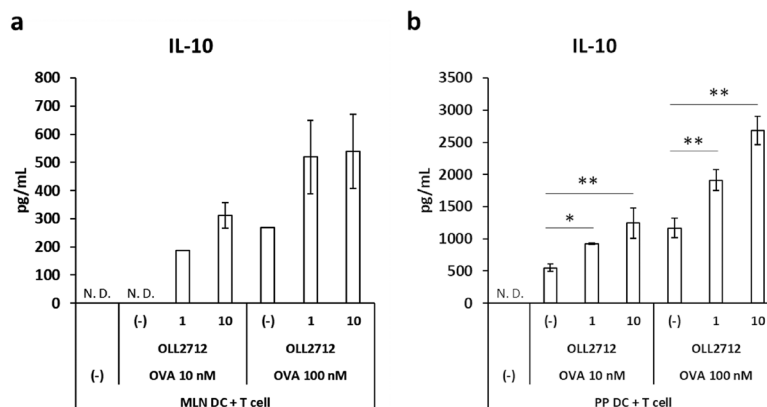 a
IL-10
800
700
600
500
400
300
200
100
0
pg/mL
N. D. N. D.
(-) 1 10 (-) 1 10
OLL2712 OLL2712
(-) OVA 10 nM OVA 100 nM
MLN DC + T cell
b
IL-10
3500
3000
2500
2000
1500
1000
500
0
pg/mL
**
**
**
*
N. D.
(-) 1 10 (-) 1 10
OLL2712 OLL2712
(-) OVA 10 nM OVA 100 nM
PP DC + T cell